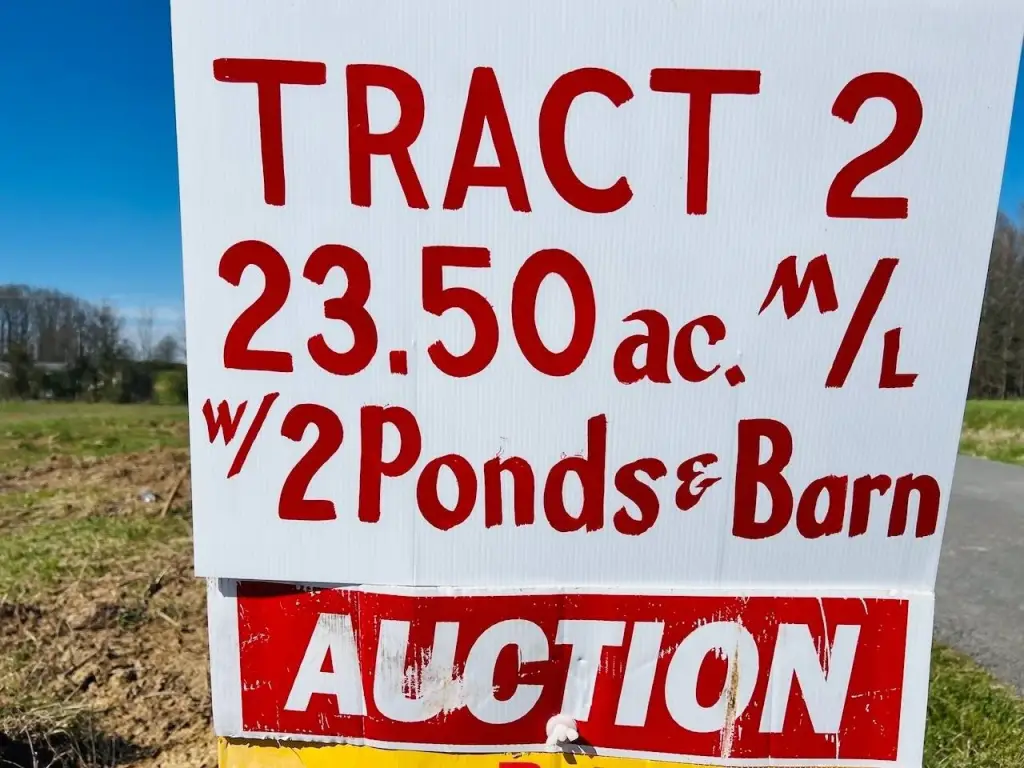 TRACT 2
23.50 ac. M/L
w/ 2 Ponds & Barn
AUCTION